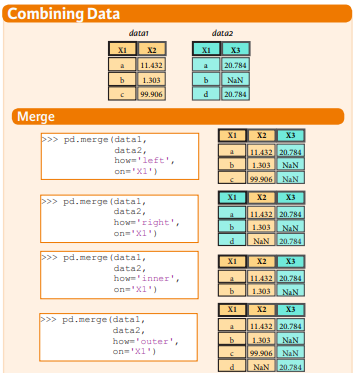 Combining Data
data1 data2
X1 X2 X1 X3
a 11.432 a 20.784
b 1.303 b NaN
c 99.906 d 20.784
Merge
>>> pd.merge(data1,
data2,
how='left',
on='X1')
X1 X2 X3
a 11.432 20.784
b 1.303 NaN
c 99.906 NaN
>>> pd.merge(data1,
data2,
how='right',
on='X1')
X1 X2 X3
a 11.432 20.784
b 1.303 NaN
d NaN 20.784
>>> pd.merge(data1,
data2,
how='inner',
on='X1')
X1 X2 X3
a 11.432 20.784
b 1.303 NaN
>>> pd.merge(data1,
data2,
how='outer',
on='X1')
X1 X2 X3
a 11.432 20.784
b 1.303 NaN
c 99.906 NaN
d NaN 20.784